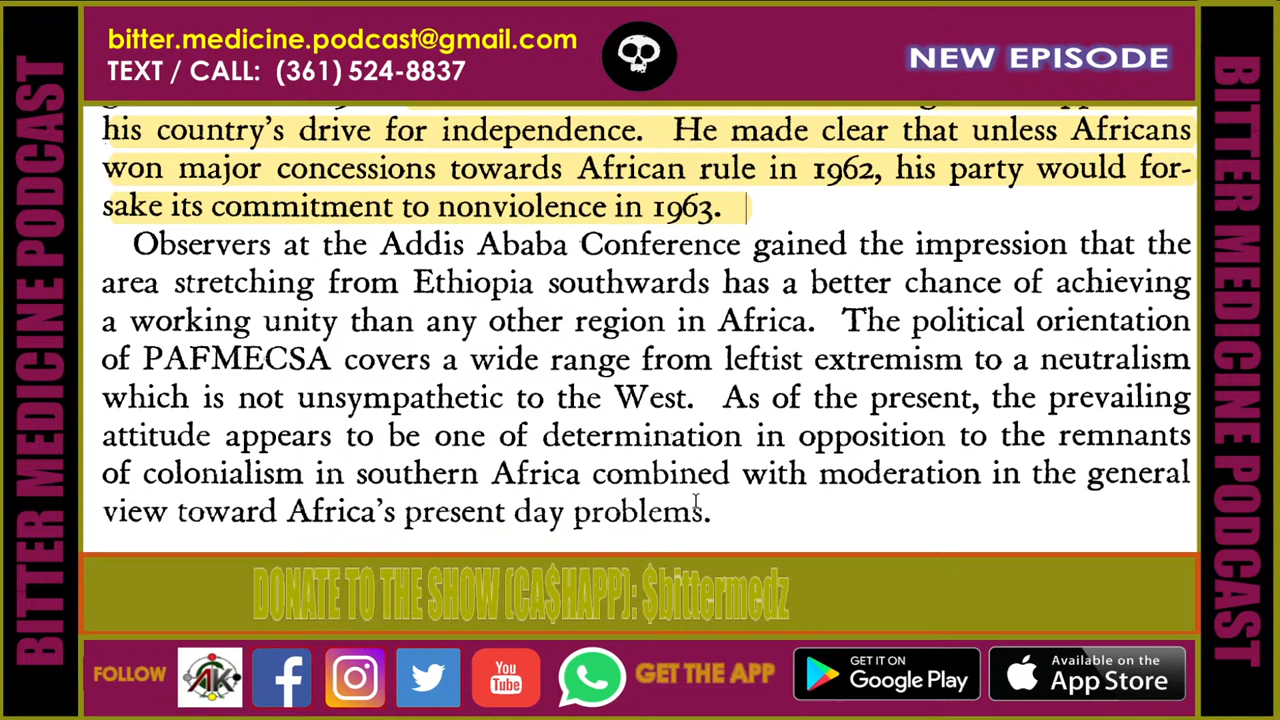 bitter.medicine.podcast@gmail.com
TEXT / CALL: (361) 524-8837
NEW EPISODE
BITTER MEDICINE PODCAST
his country's drive for independence. He made clear that unless Africans
won major concessions towards African rule in 1962, his party would for-
sake its commitment to nonviolence in 1963.
Observers at the Addis Ababa Conference gained the impression that the
area stretching from Ethiopia southwards has a better chance of achieving
a working unity than any other region in Africa. The political orientation
of PAFMECSA covers a wide range from leftist extremism to a neutralism
which is not unsympathetic to the West. As of the present, the prevailing
attitude appears to be one of determination in opposition to the remnants
of colonialism in southern Africa combined with moderation in the general
view toward Africa's present day problems.
BITTER MEDICINE PODCAST
DONATE TO THE SHOW (CA$HAPP): $bittermedz
FOLLOW
You
Tube
GET THE APP
GET IT ON
Google Play
Available on the
App Store